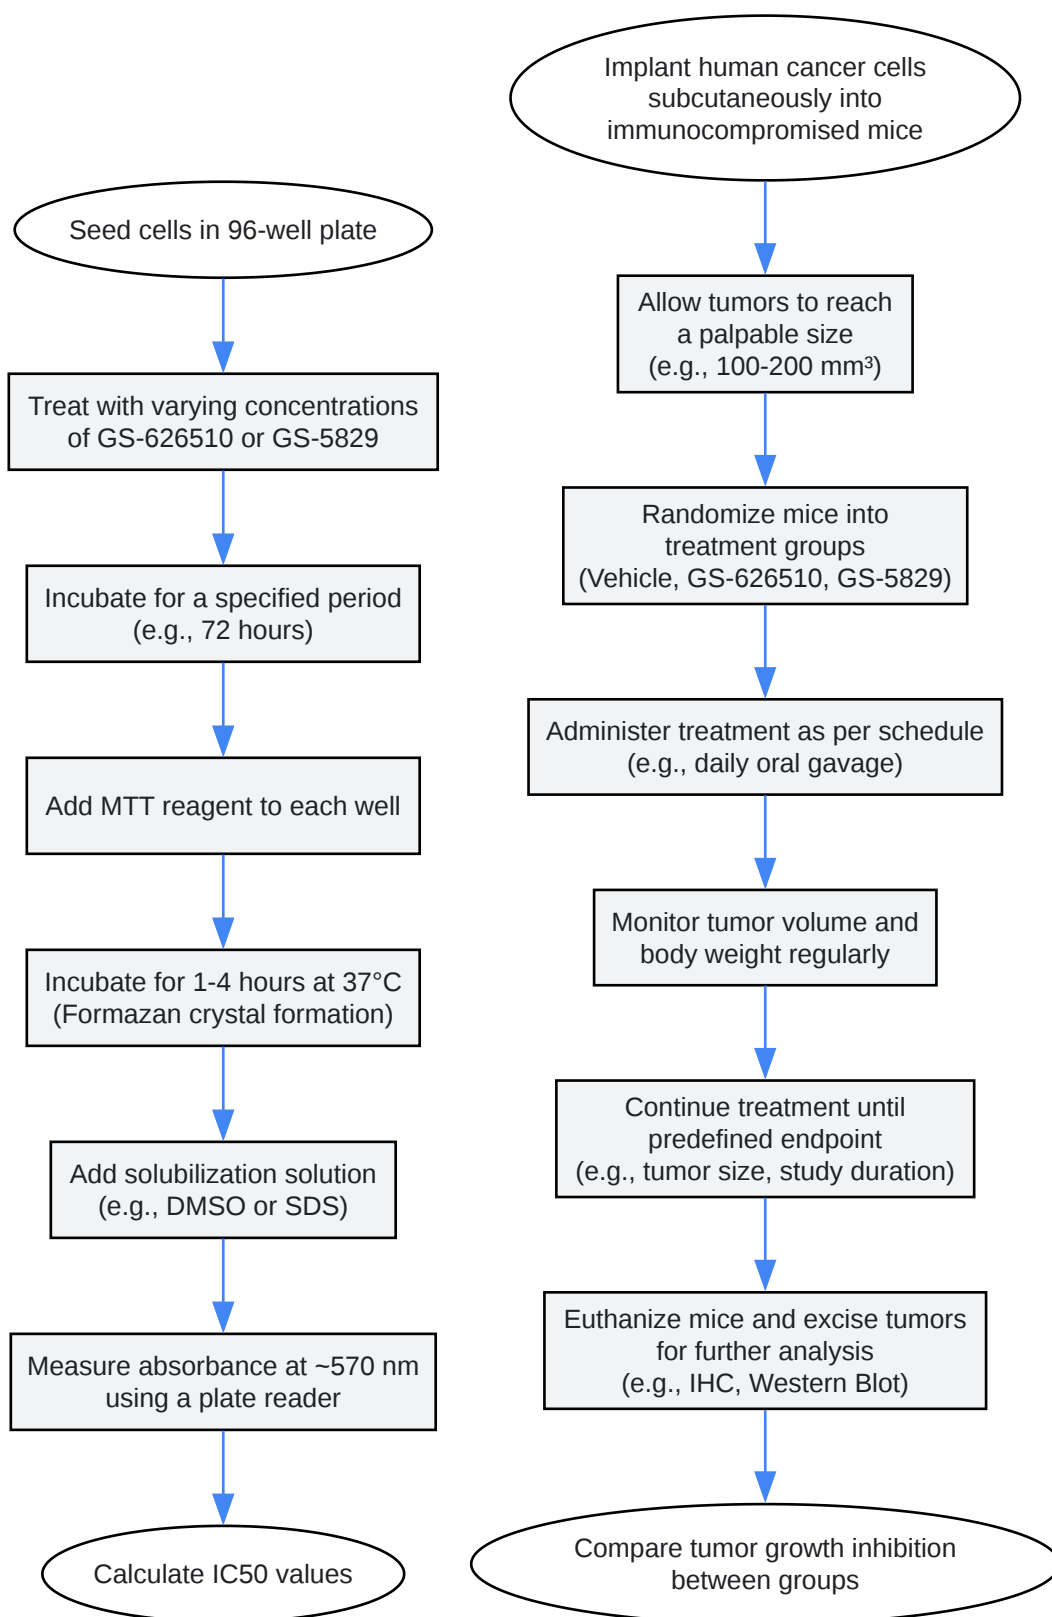 Seed cells in 96-well plate
Treat with varying concentrations
of GS-626510 or GS-5829
Incubate for a specified period
(e.g., 72 hours)
Add MTT reagent to each well
Incubate for 1-4 hours at 37°C
(Formazan crystal formation)
Add solubilization solution
(e.g., DMSO or SDS)
Measure absorbance at ~570 nm
using a plate reader
Calculate IC50 values
Implant human cancer cells
subcutaneously into
immunocompromised mice
Allow tumors to reach
a palpable size
(e.g., 100-200 mm³)
Randomize mice into
treatment groups
(Vehicle, GS-626510, GS-5829)
Administer treatment as per schedule
(e.g., daily oral gavage)
Monitor tumor volume and
body weight regularly
Continue treatment until
predefined endpoint
(e.g., tumor size, study duration)
Euthanize mice and excise tumors
for further analysis
(e.g., IHC, Western Blot)
Compare tumor growth inhibition
between groups